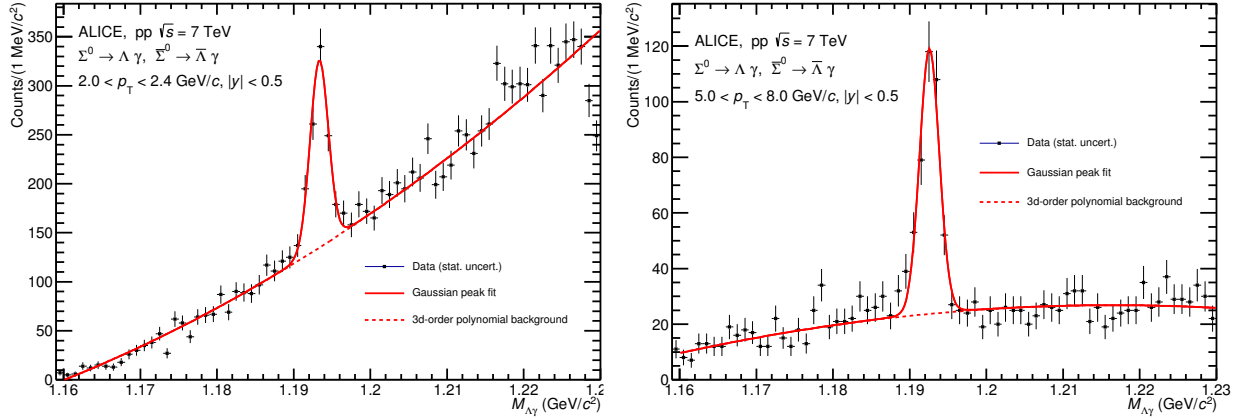 Counts/(1 MeV/c²)
350
300
250
200
150
100
50
0
ALICE, pp √s = 7 TeV
Σ⁰ → Λ γ, Σ̅⁰ → Λ̅ γ
2.0 < pT < 2.4 GeV/c, |y| < 0.5
Data (stat. uncert.)
Gaussian peak fit
3d-order polynomial background
1.16 1.17 1.18 1.19 1.2 1.21 1.22 1.23
MΛγ (GeV/c²)
Counts/(1 MeV/c²)
120
100
80
60
40
20
0
ALICE, pp √s = 7 TeV
Σ⁰ → Λ γ, Σ̅⁰ → Λ̅ γ
5.0 < pT < 8.0 GeV/c, |y| < 0.5
Data (stat. uncert.)
Gaussian peak fit
3d-order polynomial background
1.16 1.17 1.18 1.19 1.2 1.21 1.22 1.23
MΛγ (GeV/c²)